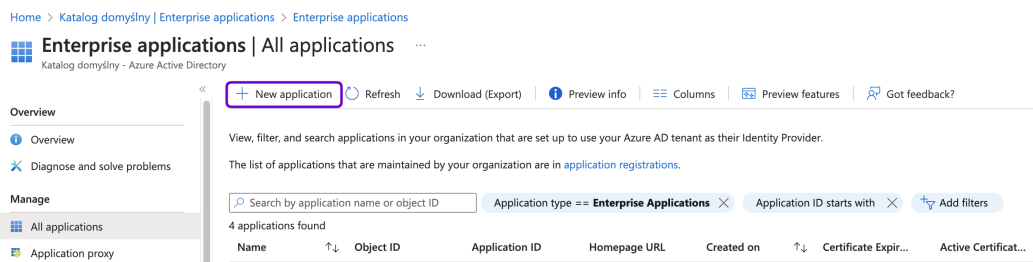 Home > Katalog domyślny | Enterprise applications > Enterprise applications
Enterprise applications | All applications ...
Katalog domyślny - Azure Active Directory
New application Refresh Download (Export) Preview info Columns Preview features Got feedback?
Overview
Overview
Diagnose and solve problems
Manage
All applications
Application proxy
View, filter, and search applications in your organization that are set up to use your Azure AD tenant as their Identity Provider.
The list of applications that are maintained by your organization are in application registrations.
Search by application name or object ID Application type == Enterprise Applications Application ID starts with Add filters
4 applications found
Name Object ID Application ID Homepage URL Created on Certificate Expir... Active Certificat...